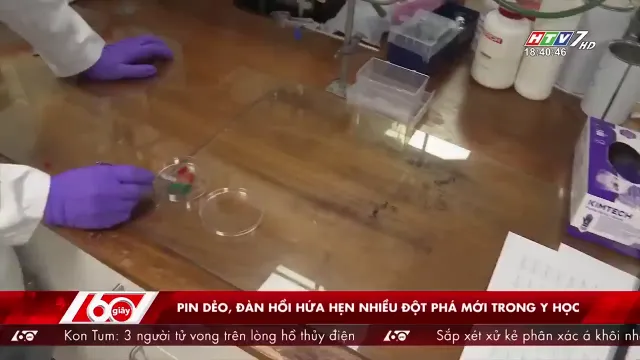 HTV7 HD
18:40:46
KIMTECH
60 giây
PIN DẺO, ĐÀN HỒI HỨA HẸN NHIỀU ĐỘT PHÁ MỚI TRONG Y HỌC
60 Kon Tum: 3 người tử vong trên lòng hồ thủy điện 60 Sắp xét xử kẻ phân xác á khôi nh